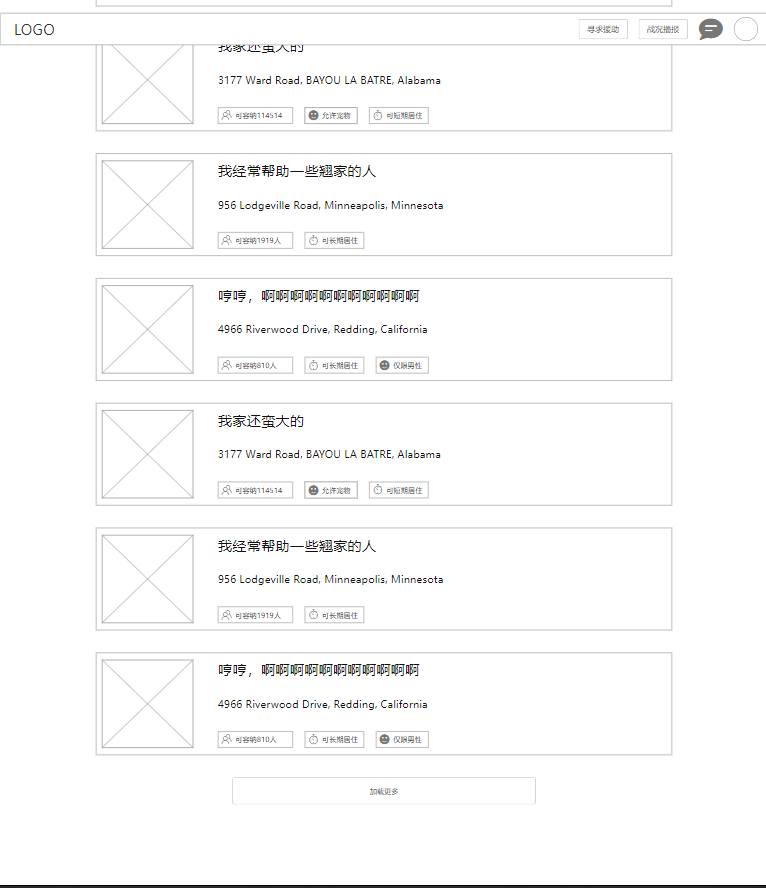 LOGO
寻求援助
战况播报
我家还蛮大的
3177 Ward Road, BAYOU LA BATRE, Alabama
可容纳114514
允许宠物
可短期居住
我经常帮助一些翘家的人
956 Lodgeville Road, Minneapolis, Minnesota
可容纳1919人
可长期居住
哼哼，啊啊啊啊啊啊啊啊啊啊啊
4966 Riverwood Drive, Redding, California
可容纳810人
可长期居住
仅限男性
我家还蛮大的
3177 Ward Road, BAYOU LA BATRE, Alabama
可容纳114514
允许宠物
可短期居住
我经常帮助一些翘家的人
956 Lodgeville Road, Minneapolis, Minnesota
可容纳1919人
可长期居住
哼哼，啊啊啊啊啊啊啊啊啊啊啊
4966 Riverwood Drive, Redding, California
可容纳810人
可长期居住
仅限男性
加载更多